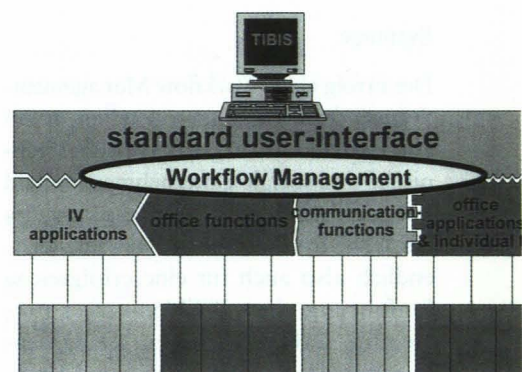 TIBIS
standard user-interface
Workflow Management
IV
applications
office functions
communication
functions
office
applications
& individual